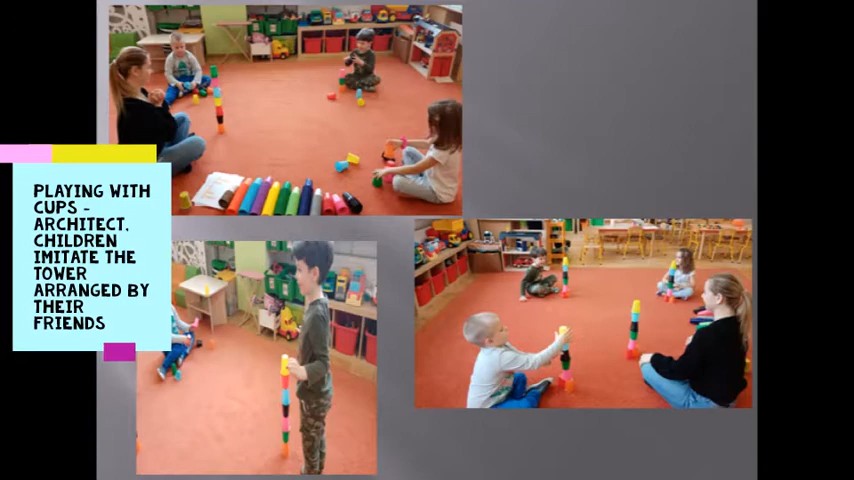 PLAYING WITH
CUPS -
ARCHITECT.
CHILDREN
IMITATE THE
TOWER
ARRANGED BY
THEIR
FRIENDS